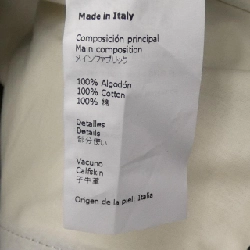 Made in Italy
Composición principal
Main composition
メインファブリック
100% Algodón
100% Cotton
100% 綿
Detalles
Details
部分使い
Vacuno
Calfskin
子牛革
Origen de la piel: Italia